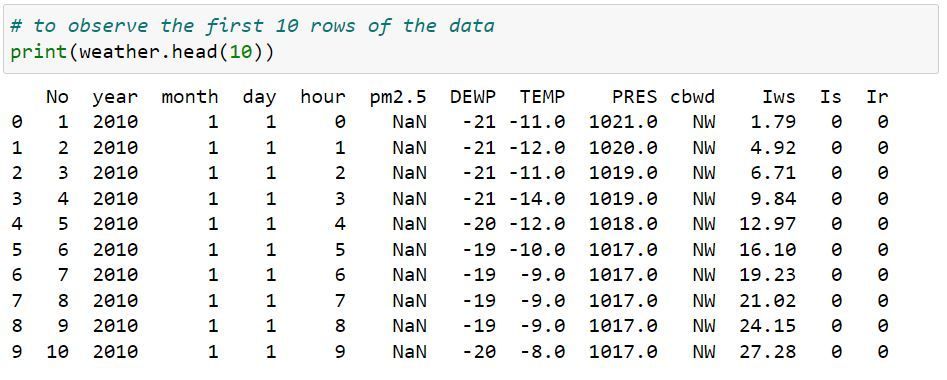 # to observe the first 10 rows of the data
print(weather.head(10))
No year month day hour pm2.5 DEWP TEMP PRES cbwd Iws Is Ir
0 1 2010 1 1 0 NaN -21 -11.0 1021.0 NW 1.79 0 0
1 2 2010 1 1 1 NaN -21 -12.0 1020.0 NW 4.92 0 0
2 3 2010 1 1 2 NaN -21 -11.0 1019.0 NW 6.71 0 0
3 4 2010 1 1 3 NaN -21 -14.0 1019.0 NW 9.84 0 0
4 5 2010 1 1 4 NaN -20 -12.0 1018.0 NW 12.97 0 0
5 6 2010 1 1 5 NaN -19 -10.0 1017.0 NW 16.10 0 0
6 7 2010 1 1 6 NaN -19 -9.0 1017.0 NW 19.23 0 0
7 8 2010 1 1 7 NaN -19 -9.0 1017.0 NW 21.02 0 0
8 9 2010 1 1 8 NaN -19 -9.0 1017.0 NW 24.15 0 0
9 10 2010 1 1 9 NaN -20 -8.0 1017.0 NW 27.28 0 0